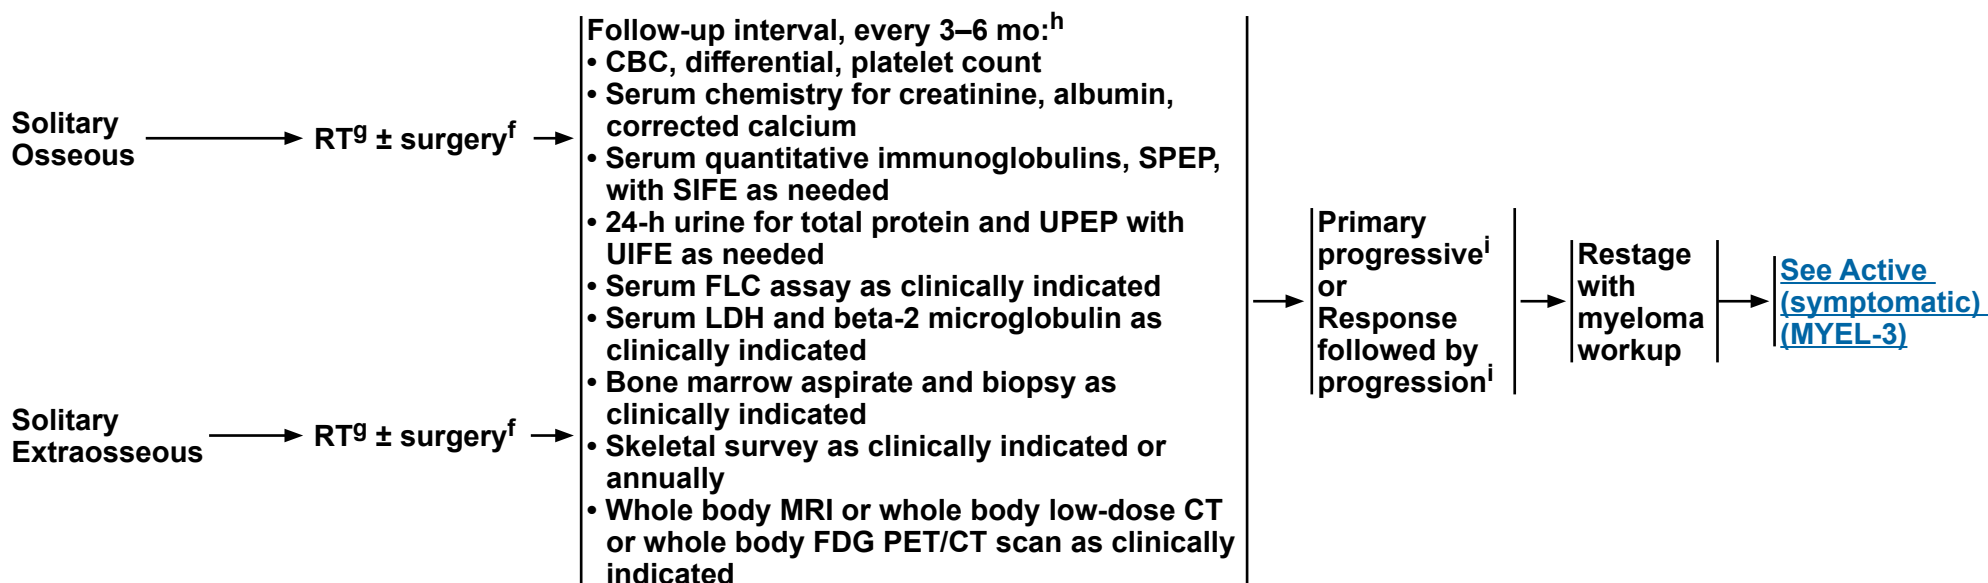 Solitary
Osseous
RTg ± surgeryf
Solitary
Extraosseous
RTg ± surgeryf
Follow-up interval, every 3–6 mo:h
• CBC, differential, platelet count
• Serum chemistry for creatinine, albumin,
corrected calcium
• Serum quantitative immunoglobulins, SPEP,
with SIFE as needed
• 24-h urine for total protein and UPEP with
UIFE as needed
• Serum FLC assay as clinically indicated
• Serum LDH and beta-2 microglobulin as
clinically indicated
• Bone marrow aspirate and biopsy as
clinically indicated
• Skeletal survey as clinically indicated or
annually
• Whole body MRI or whole body low-dose CT
or whole body FDG PET/CT scan as clinically
indicated
Primary
progressivei
or
Response
followed by
progressioni
Restage
with
myeloma
workup
See Active
(symptomatic)
(MYEL-3)